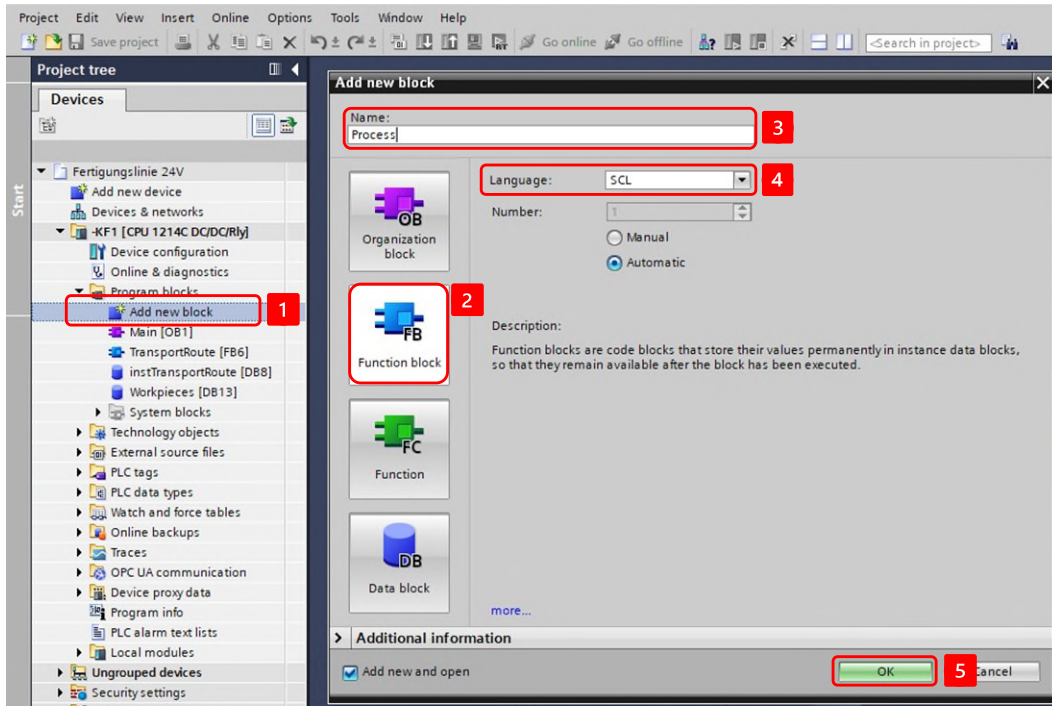 Project Edit View Insert Online Options Tools Window Help
Save project Go online Go offline <Search in project>
Start
Project tree
Devices
Fertigungslinie 24V
Add new device
Devices & networks
-KF1 [CPU 1214C DC/DC/Rly]
Device configuration
Online & diagnostics
Program blocks
Add new block
1
Main [OB1]
TransportRoute [FB6]
instTransportRoute [DB8]
Workpieces [DB13]
System blocks
Technology objects
External source files
PLC tags
PLC data types
Watch and force tables
Online backups
Traces
OPC UA communication
Device proxy data
Program info
PLC alarm text lists
Local modules
Ungrouped devices
Security settings
Add new block
Name:
Process
3
OB
Organization
block
2
FB
Function block
FC
Function
DB
Data block
Language: SCL
4
Number: 1
Manual
Automatic
Description:
Function blocks are code blocks that store their values permanently in instance data blocks,
so that they remain available after the block has been executed.
more...
Additional information
Add new and open
OK
5